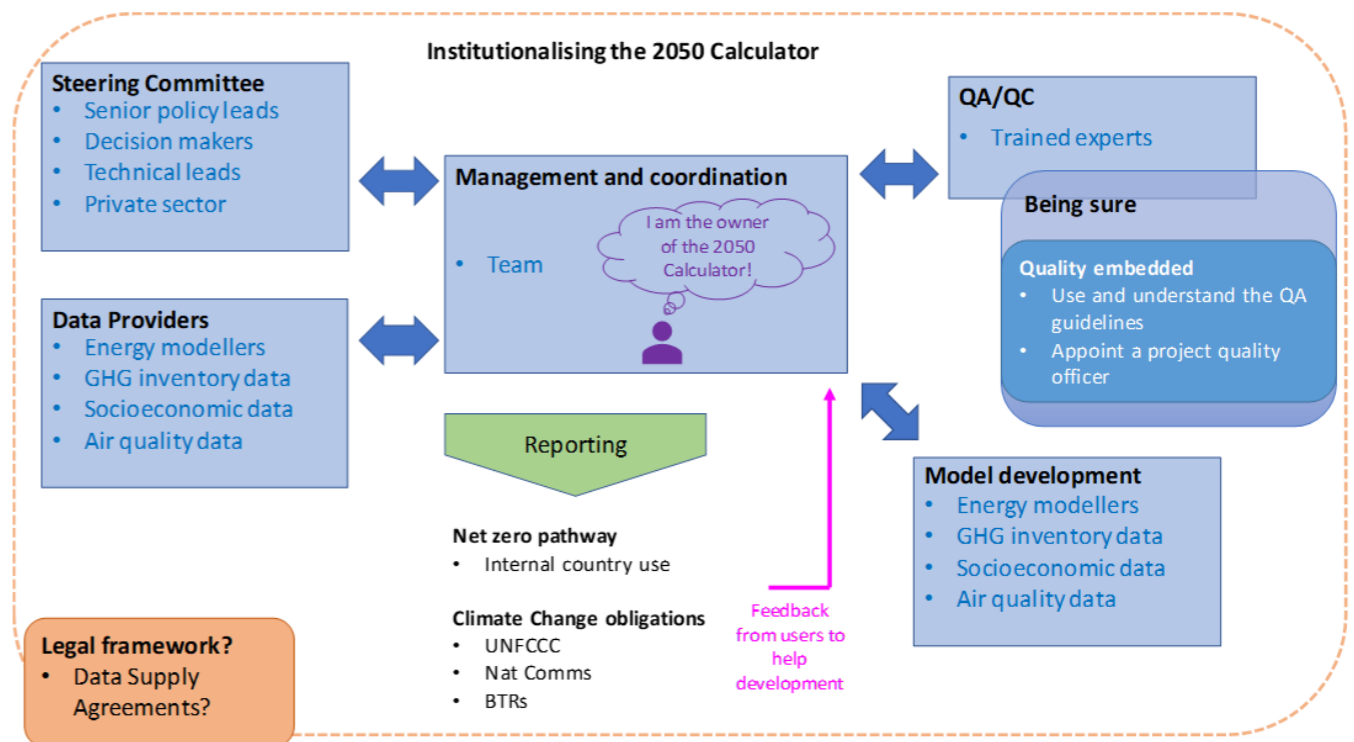 Institutionalising the 2050 Calculator
Steering Committee
• Senior policy leads
• Decision makers
• Technical leads
• Private sector
Data Providers
• Energy modellers
• GHG inventory data
• Socioeconomic data
• Air quality data
Management and coordination
• Team
I am the owner
of the 2050
Calculator!
QA/QC
• Trained experts
Being sure
Quality embedded
• Use and understand the QA
guidelines
• Appoint a project quality
officer
Model development
• Energy modellers
• GHG inventory data
• Socioeconomic data
• Air quality data
Reporting
Net zero pathway
• Internal country use
Climate Change obligations
• UNFCCC
• Nat Comms
• BTRs
Feedback
from users to
help
development
Legal framework?
• Data Supply
Agreements?